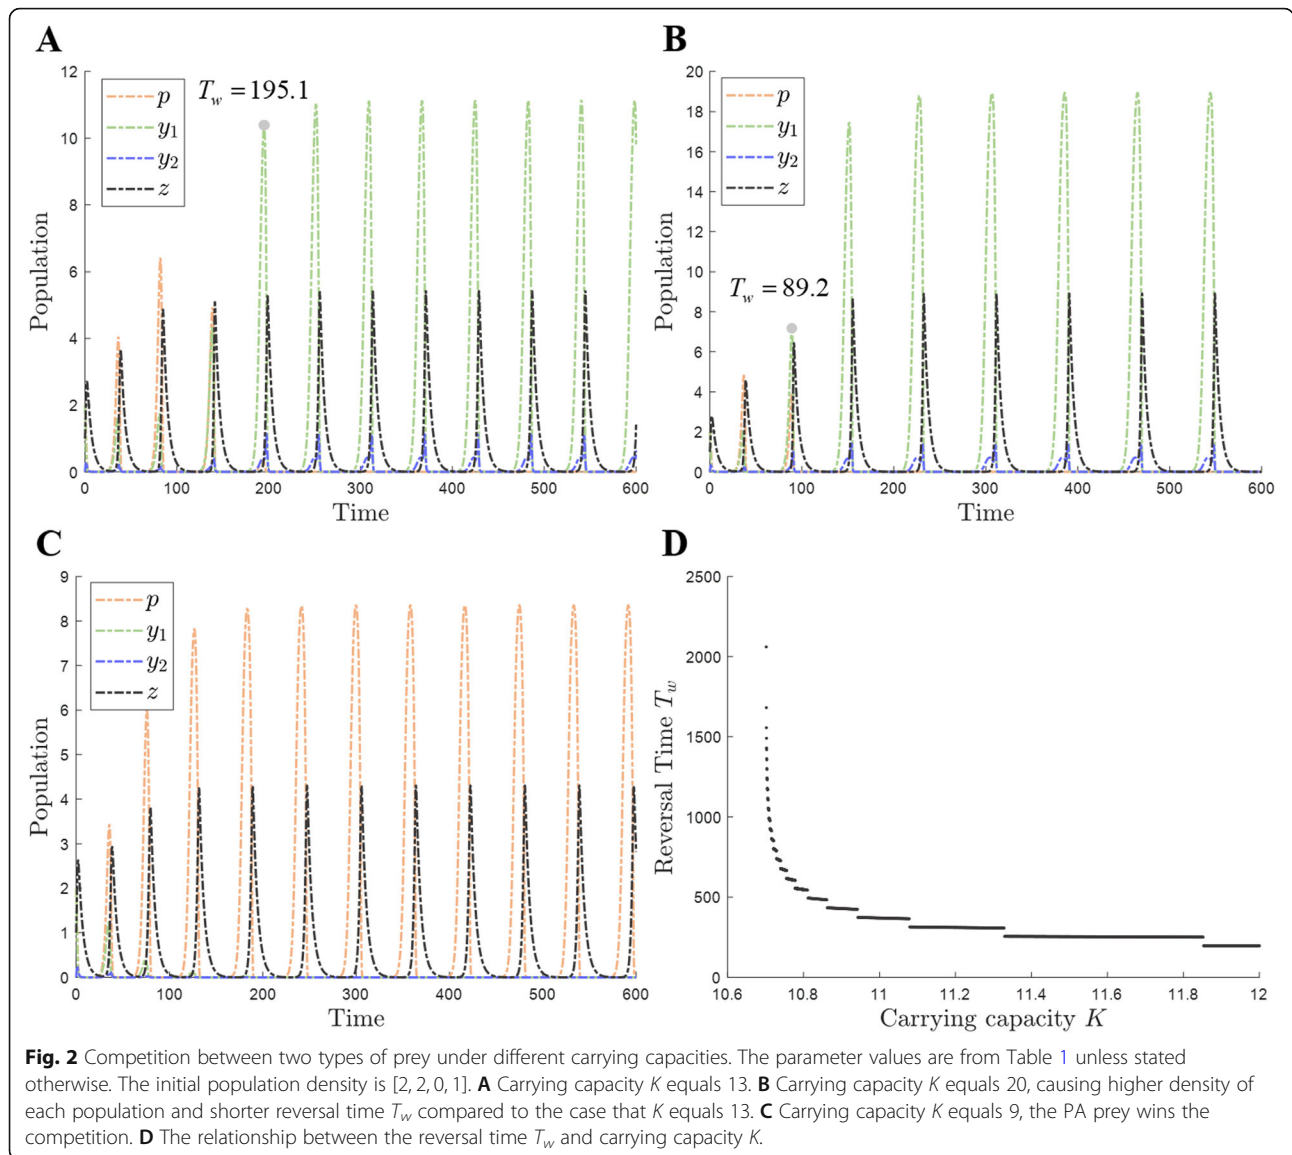 A
B
12
10
8
6
4
2
0
Population
p
y1
y2
z
T_w = 195.1
0 100 200 300 400 500 600
Time
20
18
16
14
12
10
8
6
4
2
0
Population
p
y1
y2
z
T_w = 89.2
0 100 200 300 400 500 600
Time
C
D
9
8
7
6
5
4
3
2
1
0
Population
p
y1
y2
z
0 100 200 300 400 500 600
Time
2500
2000
1500
1000
500
0
Reversal Time T_w
10.6 10.8 11 11.2 11.4 11.6 11.8 12
Carrying capacity K
Fig. 2 Competition between two types of prey under different carrying capacities. The parameter values are from Table 1 unless stated
otherwise. The initial population density is [2, 2, 0, 1]. A Carrying capacity K equals 13. B Carrying capacity K equals 20, causing higher density of
each population and shorter reversal time T_w compared to the case that K equals 13. C Carrying capacity K equals 9, the PA prey wins the
competition. D The relationship between the reversal time T_w and carrying capacity K.